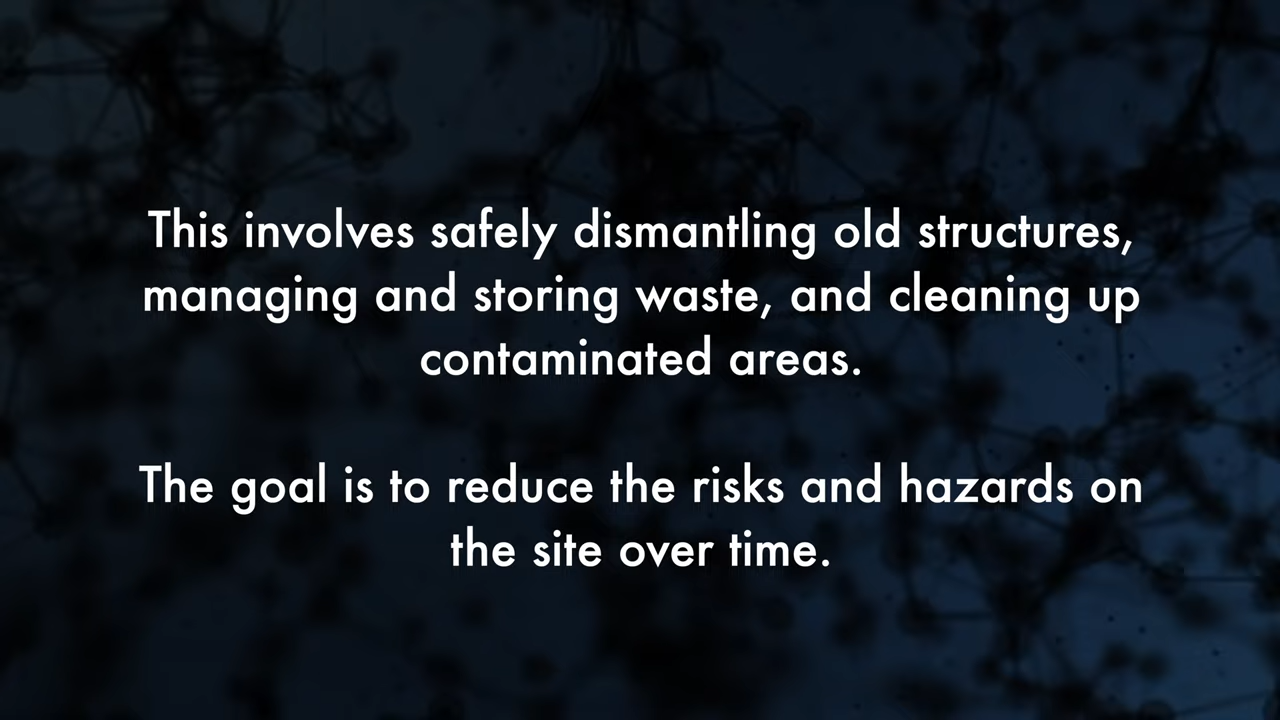 This involves safely dismantling old structures,
managing and storing waste, and cleaning up
contaminated areas.
The goal is to reduce the risks and hazards on
the site over time.